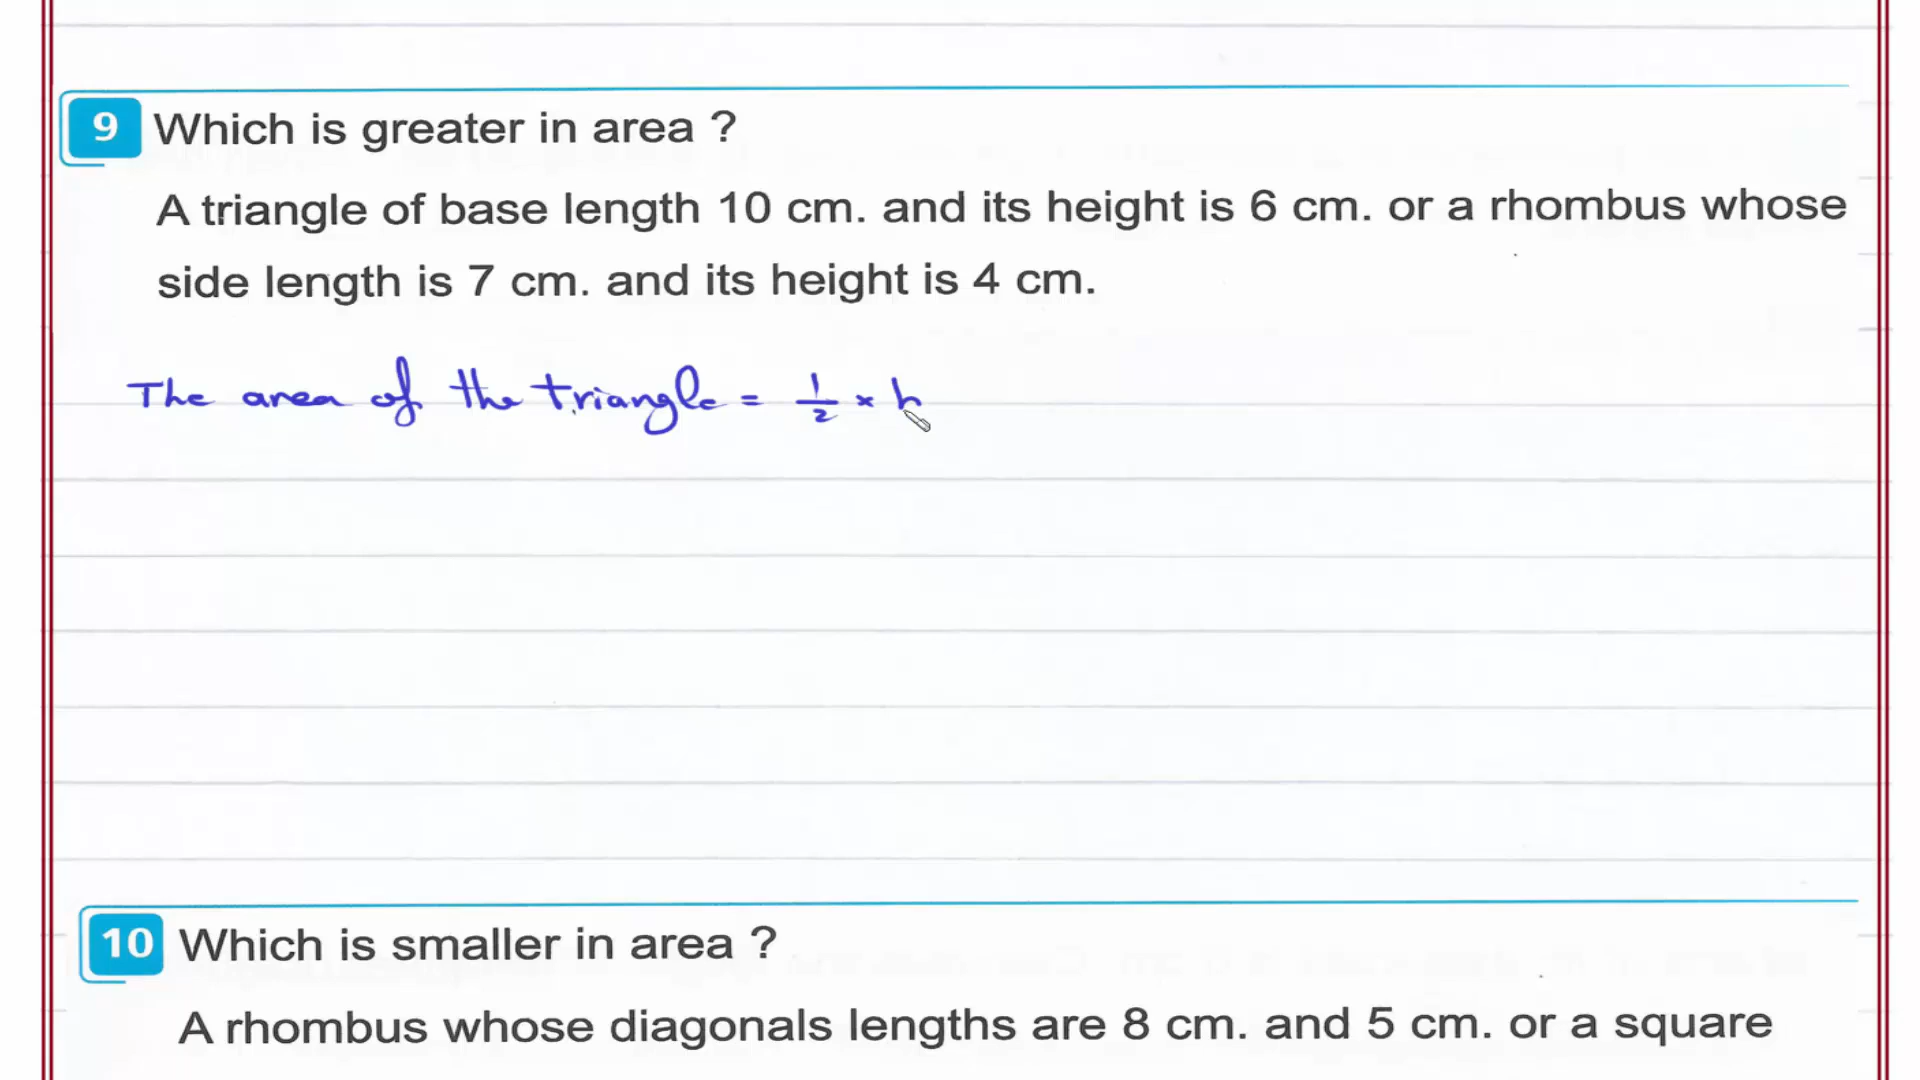 9 Which is greater in area ?
A triangle of base length 10 cm. and its height is 6 cm. or a rhombus whose
side length is 7 cm. and its height is 4 cm.
The area of the triangle = 1/2 ×
10 Which is smaller in area ?
A rhombus whose diagonals lengths are 8 cm. and 5 cm. or a square